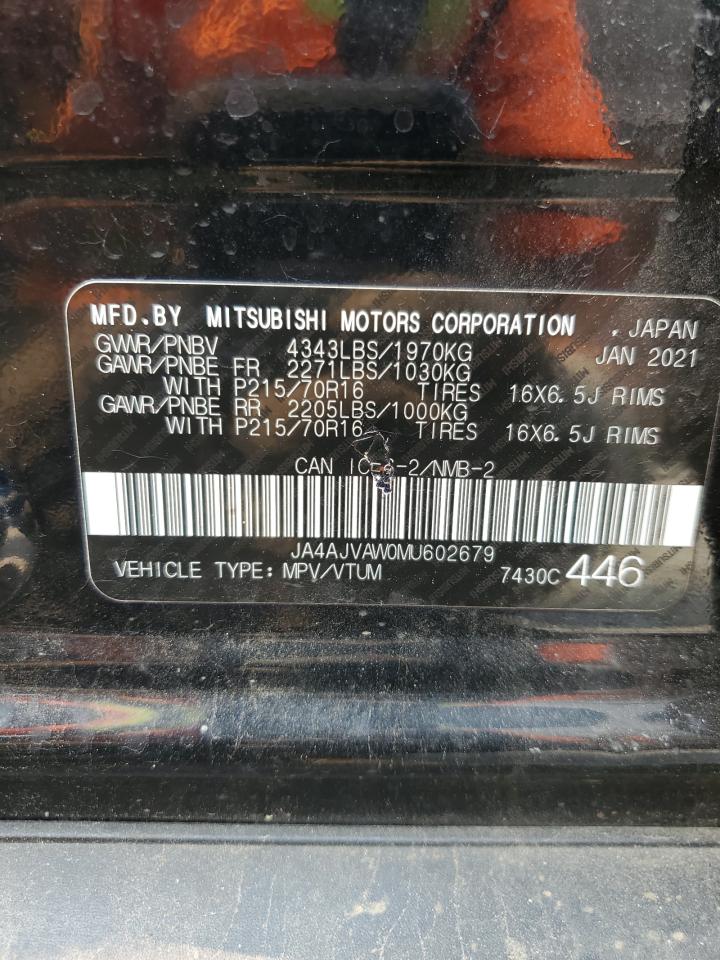 MFD.BY MITSUBISHI MOTORS CORPORATION . JAPAN
GWVR/PNBV 4343LBS/1970KG JAN 2021
GAWR/PNBE FR 2271LBS/1030KG
WITH P215/70R16 TIRES 16X6.5J RIMS
GAWR/PNBE RR 2205LBS/1000KG
WITH P215/70R16 TIRES 16X6.5J RIMS
CAN -2/NMB-2
JA4AJVAW0MU602679
VEHICLE TYPE: MPV/VTUM 7430C 446